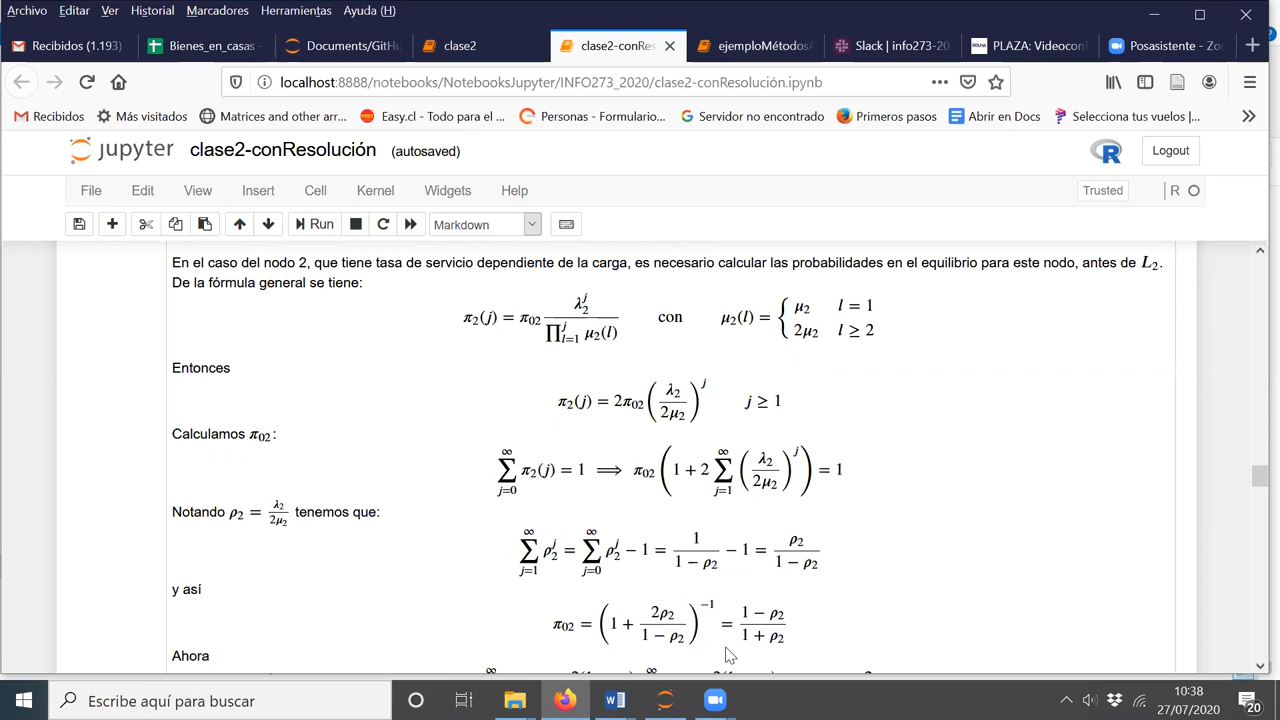 Archivo Editar Ver Historial Marcadores Herramientas Ayuda (H)
Recibidos (1.193) Bienes_en_casas Documents/GitHu clase2 clase2-conRes ejemploMétodos/ Slack | info273-20 PLAZA: Videoconf Posasistente - Zoo
localhost:8888/notebooks/NotebooksJupyter/INFO273_2020/clase2-conResolución.ipynb
Recibidos Más visitados Matrices and other arr... Easy.cl - Todo para el ... Personas - Formulario... Servidor no encontrado Primeros pasos Abrir en Docs Selecciona tus vuelos |...
jupyter clase2-conResolución (autosaved) Logout
File Edit View Insert Cell Kernel Widgets Help Trusted R
Run Markdown
En el caso del nodo 2, que tiene tasa de servicio dependiente de la carga, es necesario calcular las probabilidades en el equilibrio para este nodo, antes de L₂.
De la fórmula general se tiene:
π₂(j) = π₀₂ λ₂ʲ / ∏ₗ₌₁ʲ μ₂(l) con μ₂(l) = { μ₂ l = 1
2μ₂ l ≥ 2
Entonces
π₂(j) = 2π₀₂ (λ₂ / 2μ₂)ʲ j ≥ 1
Calculamos π₀₂:
∑ⱼ₌₀^∞ π₂(j) = 1 ⟹ π₀₂ (1 + 2 ∑ⱼ₌₁^∞ (λ₂ / 2μ₂)ʲ) = 1
Notando ρ₂ = λ₂ / 2μ₂ tenemos que:
∑ⱼ₌₁^∞ ρ₂ʲ = ∑ⱼ₌₀^∞ ρ₂ʲ − 1 = 1 / (1 − ρ₂) − 1 = ρ₂ / (1 − ρ₂)
y así
π₀₂ = (1 + 2ρ₂ / (1 − ρ₂))⁻¹ = (1 − ρ₂) / (1 + ρ₂)
Ahora
Escribe aquí para buscar
10:38
27/07/2020
20